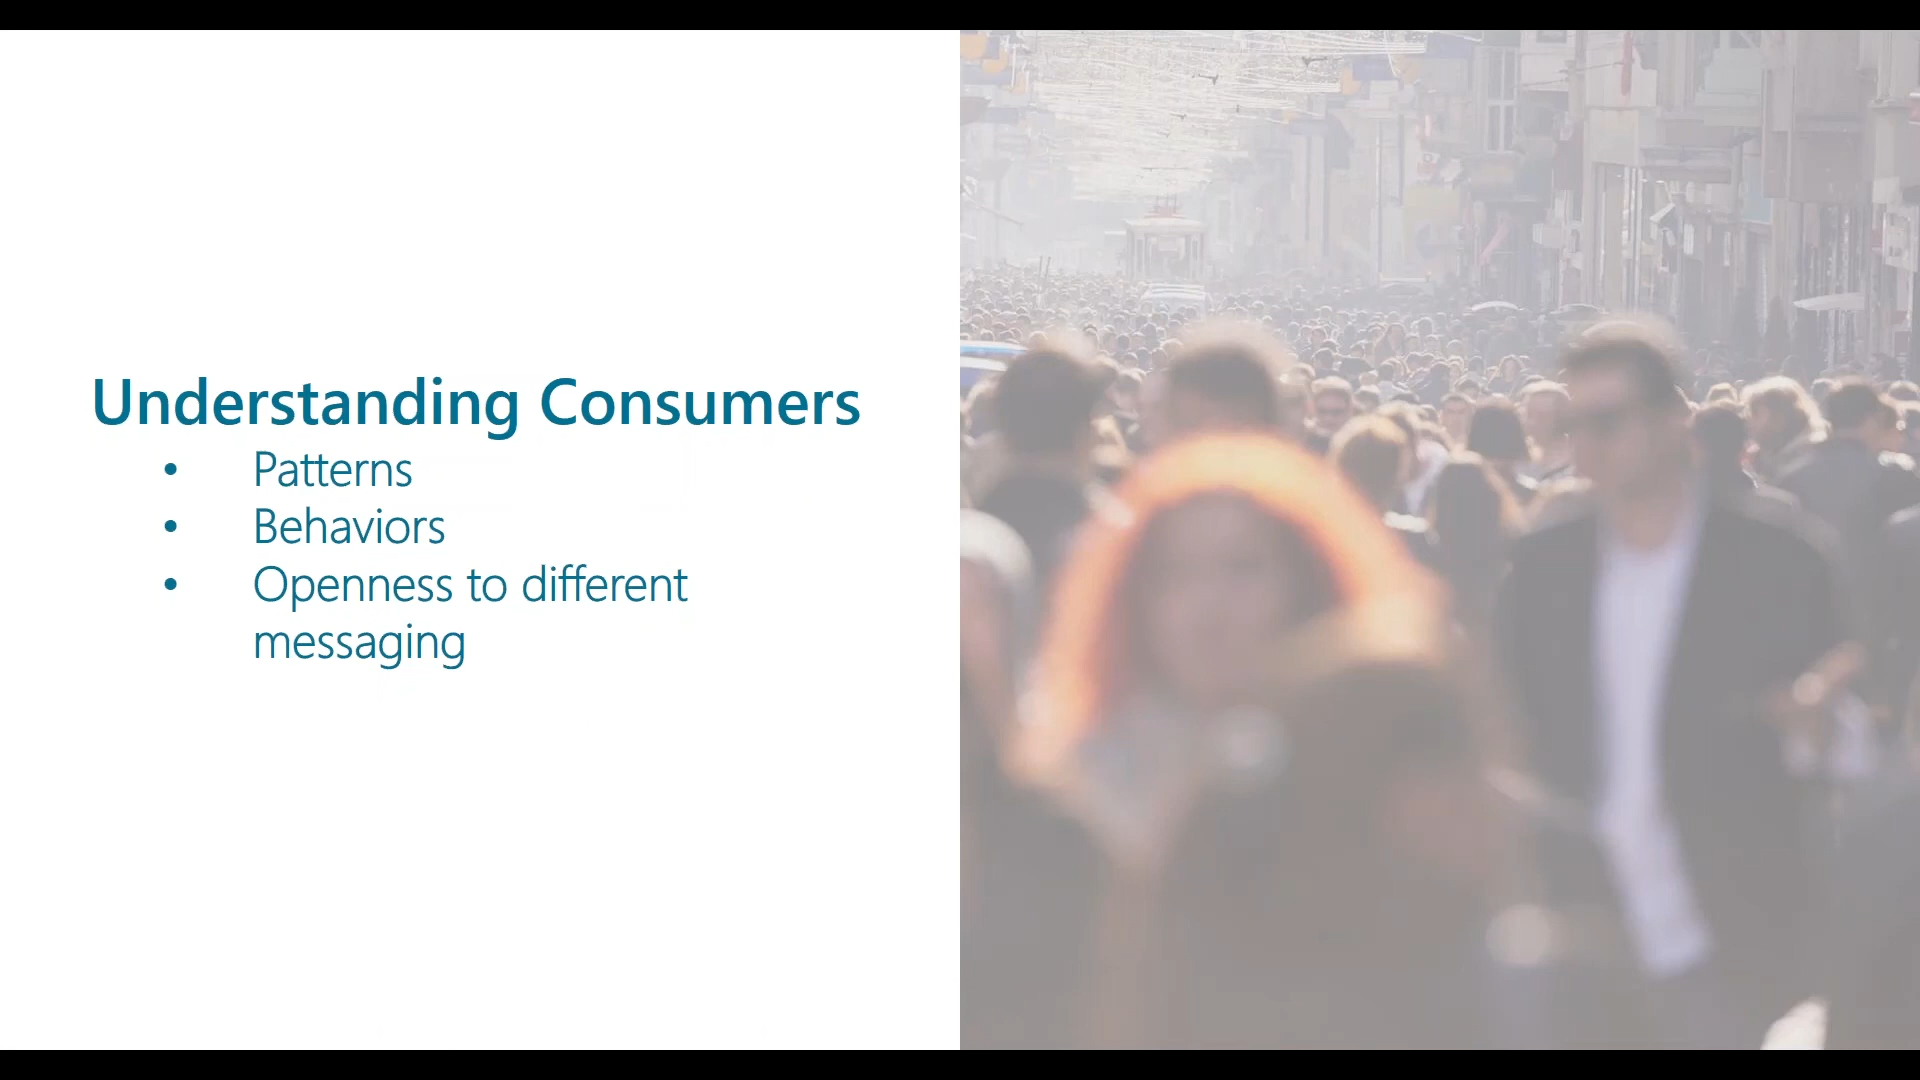 Understanding Consumers
• Patterns
• Behaviors
• Openness to different
messaging